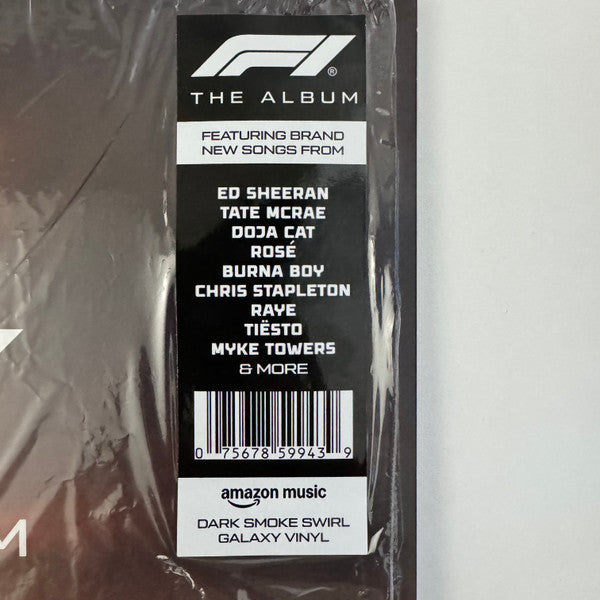 F1®
THE ALBUM
FEATURING BRAND
NEW SONGS FROM
ED SHEERAN
TATE MCRAE
DOJA CAT
ROSÉ
BURNA BOY
CHRIS STAPLETON
RAYE
TIËSTO
MYKE TOWERS
& MORE
0 75678 59943 9
amazon music
DARK SMOKE SWIRL
GALAXY VINYL
M